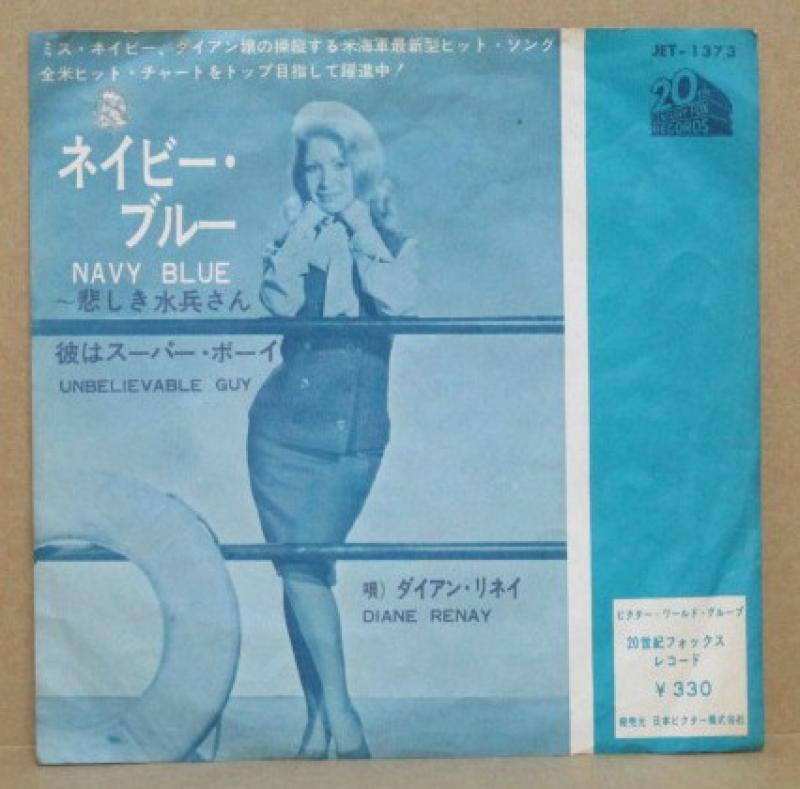 ミス・ネイビー、ダイアン嬢の操縦する米海軍最新型ヒット・ソング
全米ヒット・チャートをトップ目指して躍進中!
JET-1373
20th
CENTURY FOX
RECORDS
ネイビー・
ブルー
NAVY BLUE
~悲しき水兵さん
彼はスーパー・ボーイ
UNBELIEVABLE GUY
唄) ダイアン・リネイ
DIANE RENAY
ビクター・ワールド・グループ
20世紀フォックス
レコード
¥330
発売元 日本ビクター株式会社